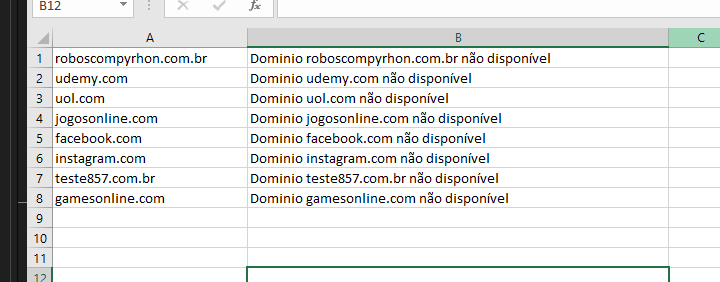 B12
A B C
1 roboscompyrhon.com.br Dominio roboscompyrhon.com.br não disponível
2 udemy.com Dominio udemy.com não disponível
3 uol.com Dominio uol.com não disponível
4 jogosonline.com Dominio jogosonline.com não disponível
5 facebook.com Dominio facebook.com não disponível
6 instagram.com Dominio instagram.com não disponível
7 teste857.com.br Dominio teste857.com.br não disponível
8 gamesonline.com Dominio gamesonline.com não disponível
9
10
11
12